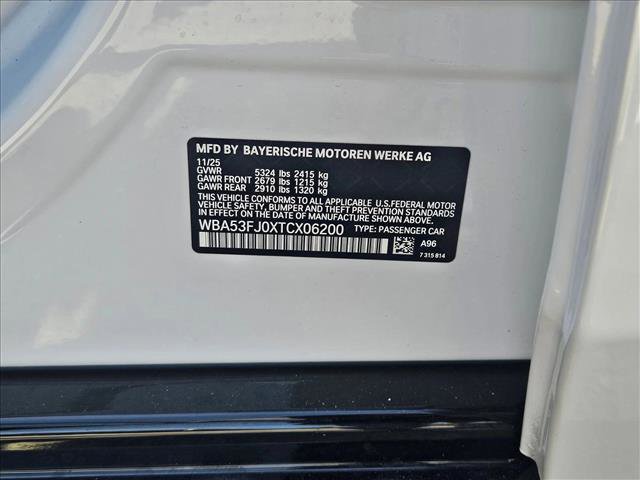 MFD BY BAYERISCHE MOTOREN WERKE AG
11/25
GVWR 5324 lbs 2415 kg
GAWR FRONT 2679 lbs 1215 kg
GAWR REAR 2910 lbs 1320 kg
THIS VEHICLE CONFORMS TO ALL APPLICABLE U.S.FEDERAL MOTOR
VEHICLE SAFETY, BUMPER, AND THEFT PREVENTION STANDARDS
IN EFFECT ON THE DATE OF MANUFACTURE SHOWN ABOVE.
WBA53FJ0XTCX06200 TYPE: PASSENGER CAR
A96
7 315 814